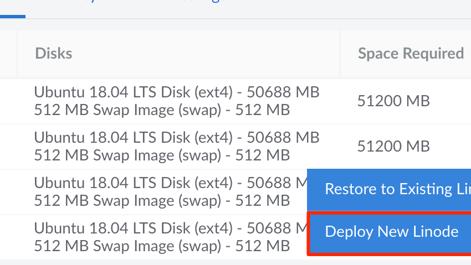 Disks Space Required
Ubuntu 18.04 LTS Disk (ext4) - 50688 MB
512 MB Swap Image (swap) - 512 MB
51200 MB
Ubuntu 18.04 LTS Disk (ext4) - 50688 MB
512 MB Swap Image (swap) - 512 MB
51200 MB
Ubuntu 18.04 LTS Disk (ext4) - 50688 M
512 MB Swap Image (swap) - 512 MB
Restore to Existing Li
Ubuntu 18.04 LTS Disk (ext4) - 50688 M
512 MB Swap Image (swap) - 512 MB
Deploy New Linode